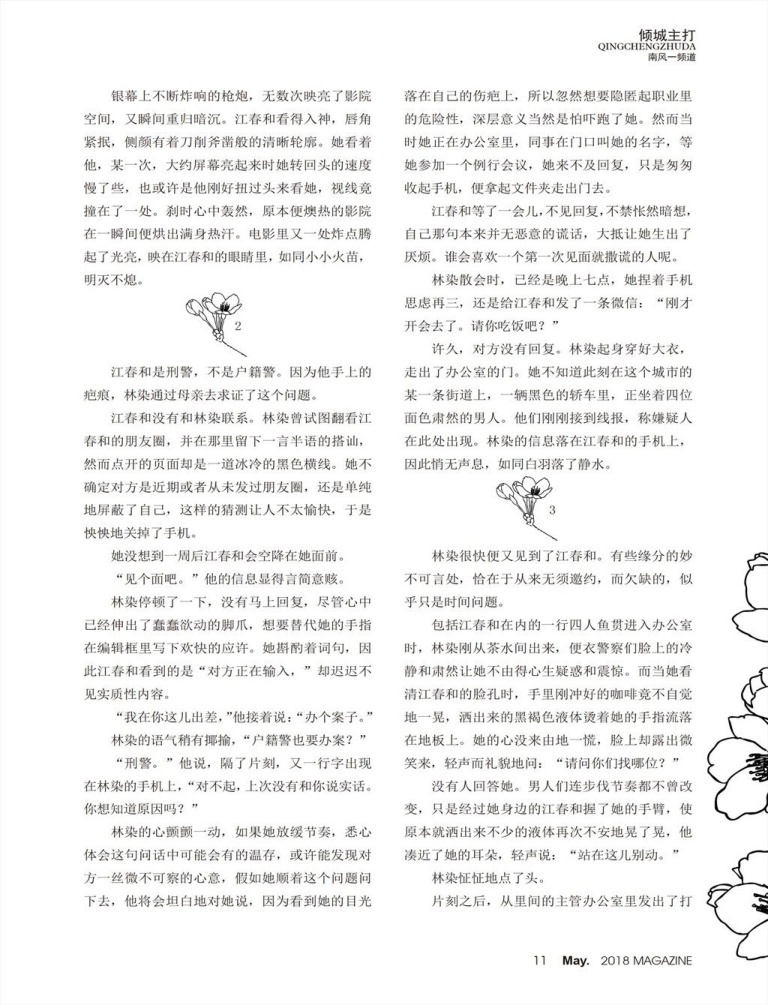 倾城主打
QINGCHENGZHUDA
南风一频道
银幕上不断炸响的枪炮，无数次映亮了影院
空间，又瞬间重归暗沉。江春和看得入神，唇角
紧抿，侧颜有着刀削斧凿般的清晰轮廓。她看着
他，某一次，大约屏幕亮起来时她转回头的速度
慢了些，也或许是他刚好扭过头来看她，视线竟
撞在了一处。刹时心中轰然，原本便燠热的影院
在一瞬间便烘出满身热汗。电影里又一处炸点腾
起了光亮，映在江春和的眼睛里，如同小小火苗，
明灭不熄。
2
江春和是刑警，不是户籍警。因为他手上的
疤痕，林染通过母亲去求证了这个问题。
江春和没有和林染联系。林染曾试图翻看江
春和的朋友圈，并在那里留下一言半语的搭讪，
然而点开的页面却是一道冰冷的黑色横线。她不
确定对方是近期或者从未发过朋友圈，还是单纯
地屏蔽了自己，这样的猜测让人不太愉快，于是
怏怏地关掉了手机。
她没想到一周后江春和会空降在她面前。
“见个面吧。”他的信息显得言简意赅。
林染停顿了一下，没有马上回复，尽管心中
已经伸出了蠢蠢欲动的脚爪，想要替代她的手指
在编辑框里写下欢快的应许。她斟酌着词句，因
此江春和看到的是“对方正在输入，”却迟迟不
见实质性内容。
“我在你这儿出差，”他接着说：“办个案子。”
林染的语气稍有揶揄，“户籍警也要办案？”
“刑警。”他说，隔了片刻，又一行字出现
在林染的手机上，“对不起，上次没有和你说实话。
你想知道原因吗？”
林染的心颤颤一动，如果她放缓节奏，悉心
体会这句问话中可能会有的温存，或许能发现对
方一丝微不可察的心意，假如她顺着这个问题问
下去，他将会坦白地对她说，因为看到她的目光
落在自己的伤疤上，所以忽然想要隐匿起职业里
的危险性，深层意义当然是怕吓跑了她。然而当
时她正在办公室里，同事在门口叫她的名字，等
她参加一个例行会议，她来不及回复，只是匆匆
收起手机，便拿起文件夹走出门去。
江春和等了一会儿，不见回复，不禁怅然暗想，
自己那句本来并无恶意的谎话，大抵让她生出了
厌烦。谁会喜欢一个第一次见面就撒谎的人呢。
林染散会时，已经是晚上七点，她捏着手机
思虑再三，还是给江春和发了一条微信：“刚才
开会去了。请你吃饭吧？”
许久，对方没有回复。林染起身穿好大衣，
走出了办公室的门。她不知道此刻在这个城市的
某一条街道上，一辆黑色的轿车里，正坐着四位
面色肃然的男人。他们刚刚接到线报，称嫌疑人
在此处出现。林染的信息落在江春和的手机上，
因此悄无声息，如同白羽落了静水。
3
林染很快便又见到了江春和。有些缘分的妙
不可言处，恰在于从来无须邀约，而欠缺的，似
乎只是时间问题。
包括江春和在内的一行四人鱼贯进入办公室
时，林染刚从茶水间出来，便衣警察们脸上的冷
静和肃然让她不由得心生疑惑和震惊。而当她看
清江春和的脸孔时，手里刚冲好的咖啡竟不自觉
地一晃，洒出来的黑褐色液体烫着她的手指流落
在地板上。她的心没来由地一慌，脸上却露出微
笑来，轻声而礼貌地问：“请问你们找哪位？”
没有人回答她。男人们连步伐节奏都不曾改
变，只是经过她身边的江春和握了她的手臂，使
原本就洒出来不少的液体再次不安地晃了晃，他
凑近了她的耳朵，轻声说：“站在这儿别动。”
林染怔怔地点了头。
片刻之后，从里间的主管办公室里发出了打
11 May. 2018 MAGAZINE